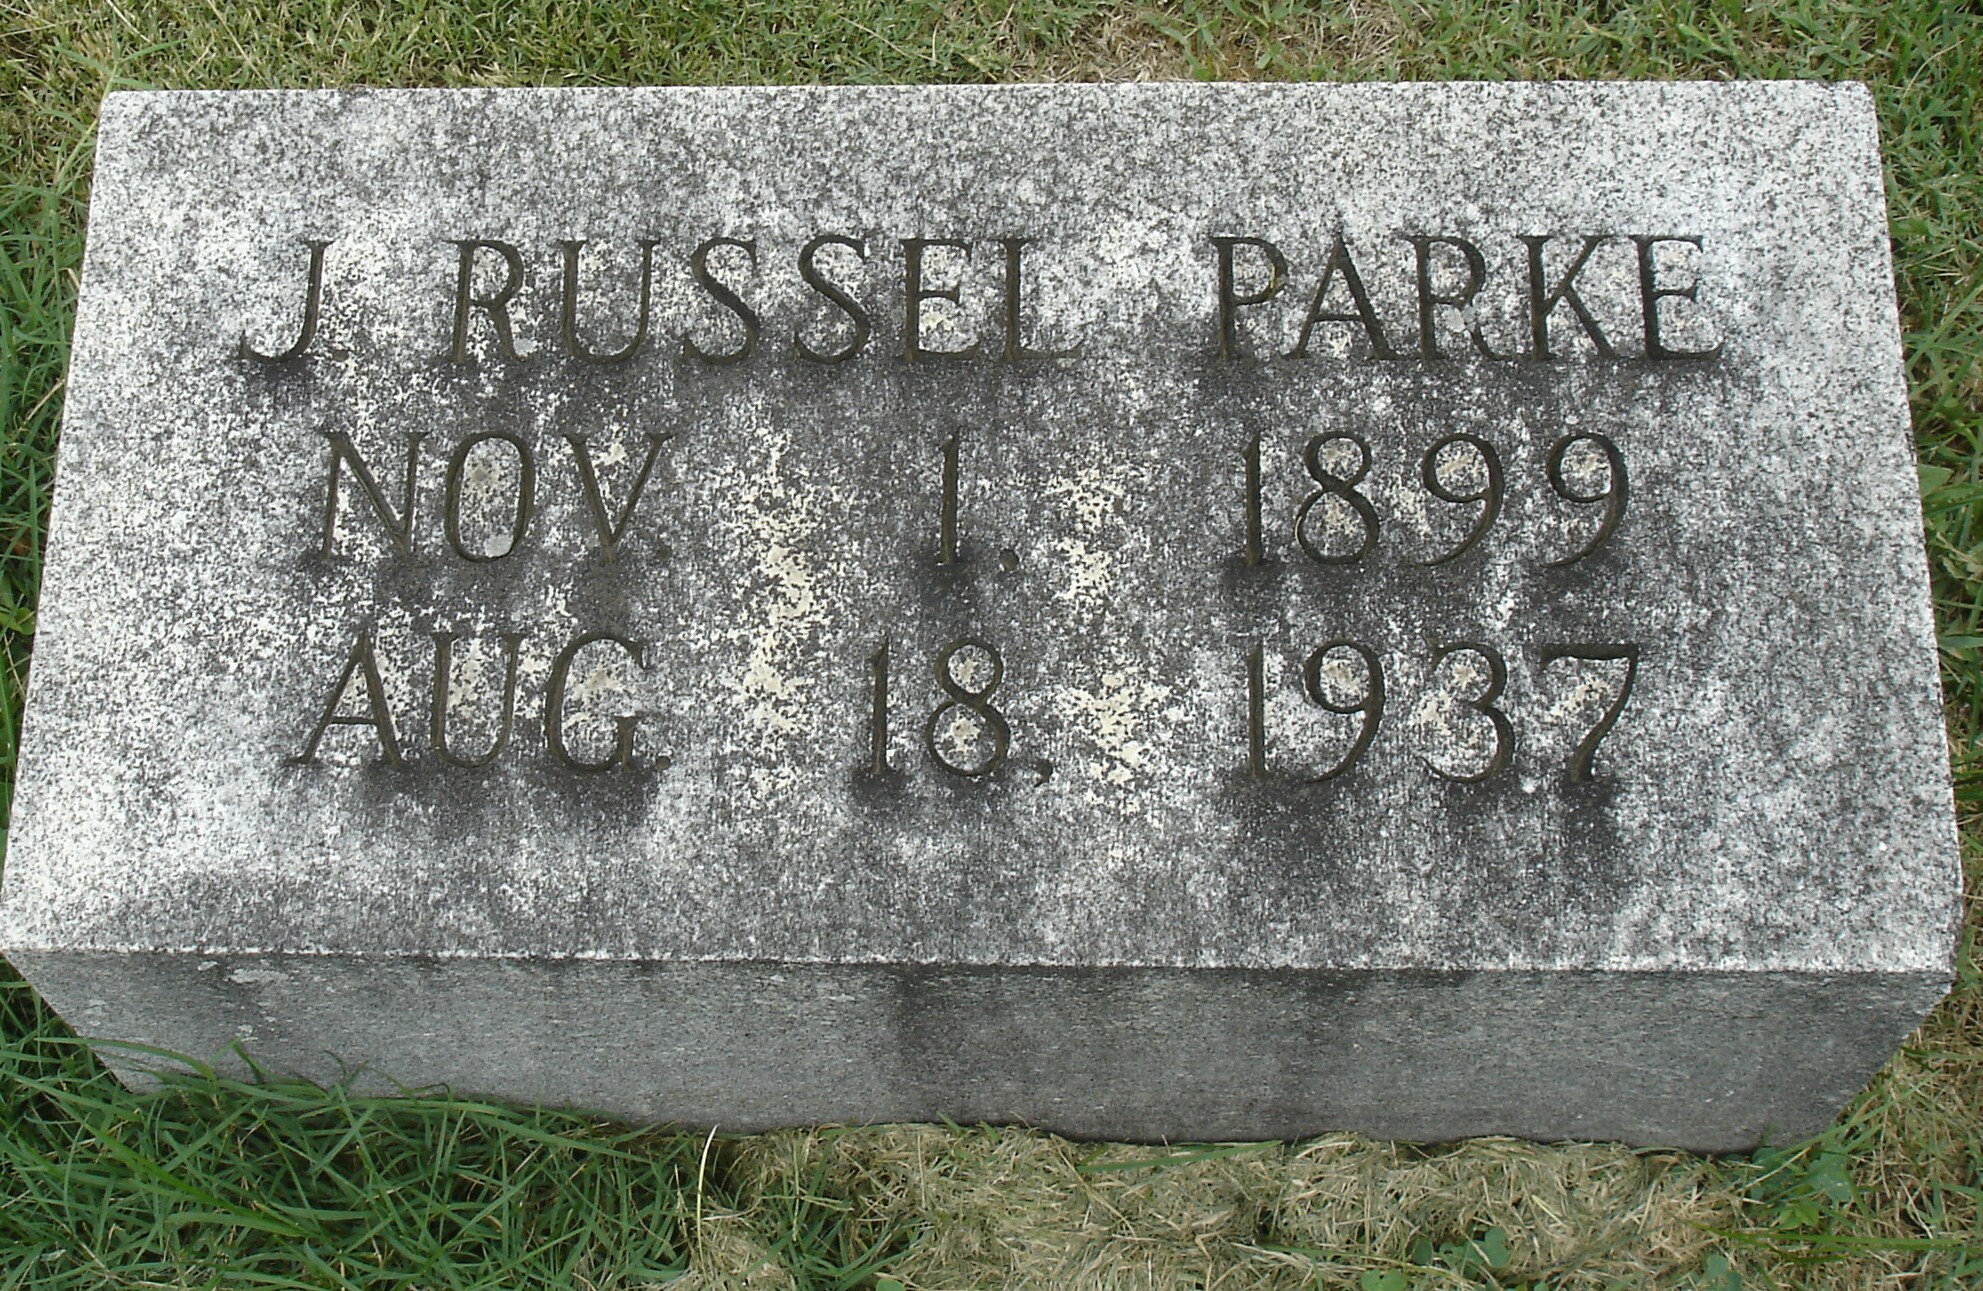 J. RUSSEL PARKE
NOV. 1, 1899
AUG. 18, 1937